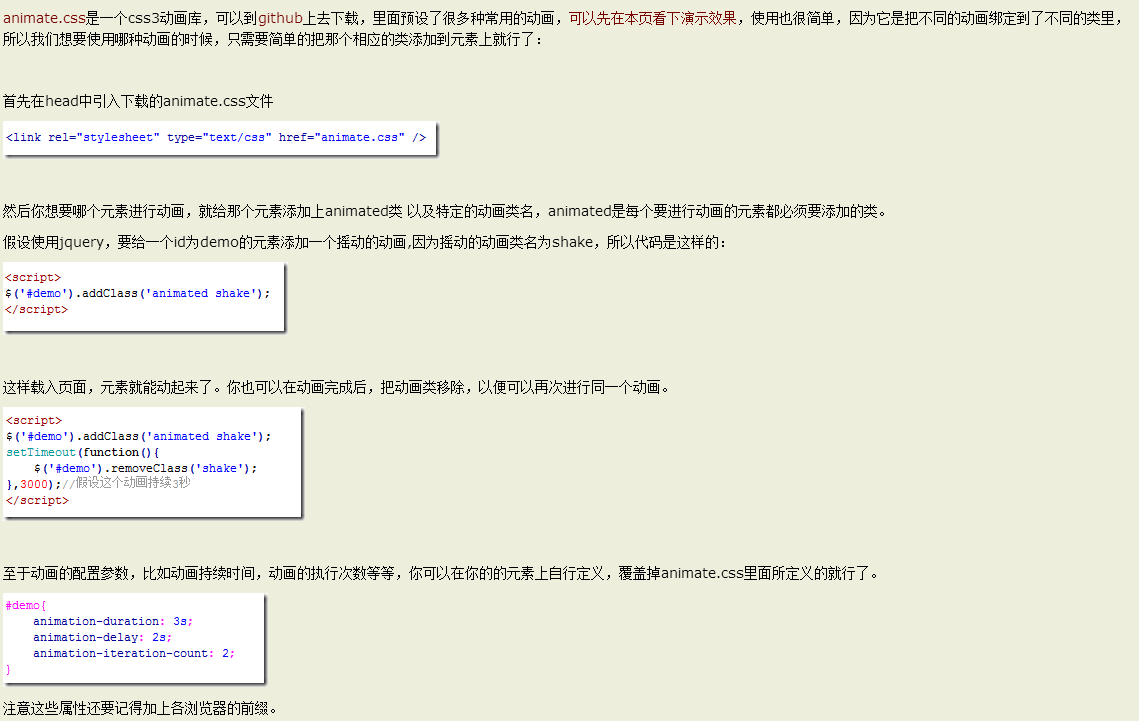 animate.css是一个css3动画库，可以到github上去下载，里面预设了很多种常用的动画，可以先在本页看下演示效果，使用也很简单，因为它是把不同的动画绑定到了不同的类里，
所以我们想要使用哪种动画的时候，只需要简单的把那个相应的类添加到元素上就行了：
首先在head中引入下载的animate.css文件
<link rel="stylesheet" type="text/css" href="animate.css" />
然后你想要哪个元素进行动画，就给那个元素添加上animated类 以及特定的动画类名，animated是每个要进行动画的元素都必须要添加的类。
假设使用jquery，要给一个id为demo的元素添加一个摇动的动画,因为摇动的动画类名为shake，所以代码是这样的：
<script>
$('#demo').addClass('animated shake');
</script>
这样载入页面，元素就能动起来了。你也可以在动画完成后，把动画类移除，以便可以再次进行同一个动画。
<script>
$('#demo').addClass('animated shake');
setTimeout(function(){
    $('#demo').removeClass('shake');
},3000);//假设这个动画持续3秒
</script>
至于动画的配置参数，比如动画持续时间，动画的执行次数等等，你可以在你的的元素上自行定义，覆盖掉animate.css里面所定义的就行了。
#demo{
    animation-duration: 3s;
    animation-delay: 2s;
    animation-iteration-count: 2;
}
注意这些属性还要记得加上各浏览器的前缀。